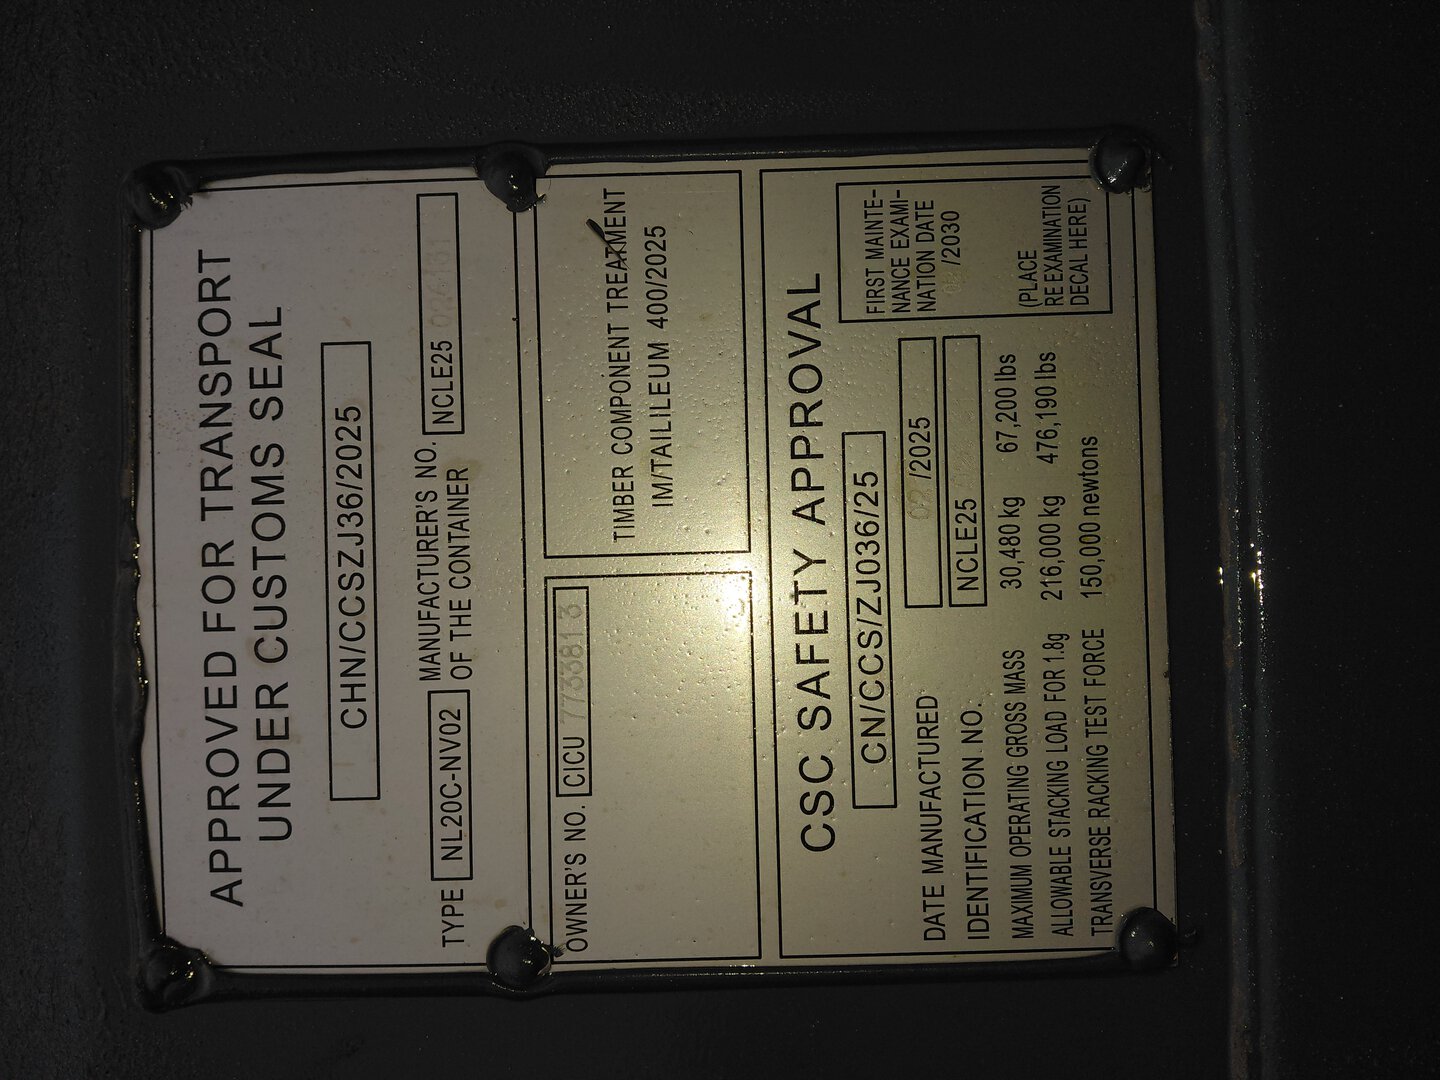 APPROVED FOR TRANSPORT
UNDER CUSTOMS SEAL
CHN/CCSZJ36/2025
TYPE NL20C-NV02
MANUFACTURER'S NO.
OF THE CONTAINER
NCLE25
OWNER'S NO. CICU 773381 3
TIMBER COMPONENT TREATMENT
IM/TAILILEUM 400/2025
CSC SAFETY APPROVAL
CN/CCS/ZJ036/25
DATE MANUFACTURED 02 /2025
IDENTIFICATION NO. NCLE25
MAXIMUM OPERATING GROSS MASS 30,480 kg 67,200 lbs
ALLOWABLE STACKING LOAD FOR 1.8g 216,000 kg 476,190 lbs
TRANSVERSE RACKING TEST FORCE 150,000 newtons
FIRST MAINTE-
NANCE EXAMI-
NATION DATE
/2030
(PLACE
RE EXAMINATION
DECAL HERE)